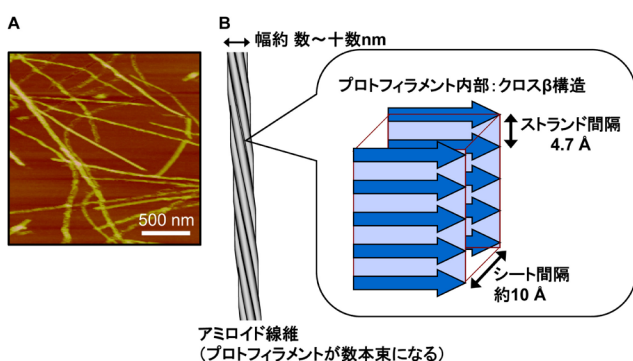 A
B
幅約 数～十数nm
プロトフィラメント内部：クロスβ構造
ストランド間隔
4.7 Å
500 nm
シート間隔
約10 Å
アミロイド線維
（プロトフィラメントが数本束になる）